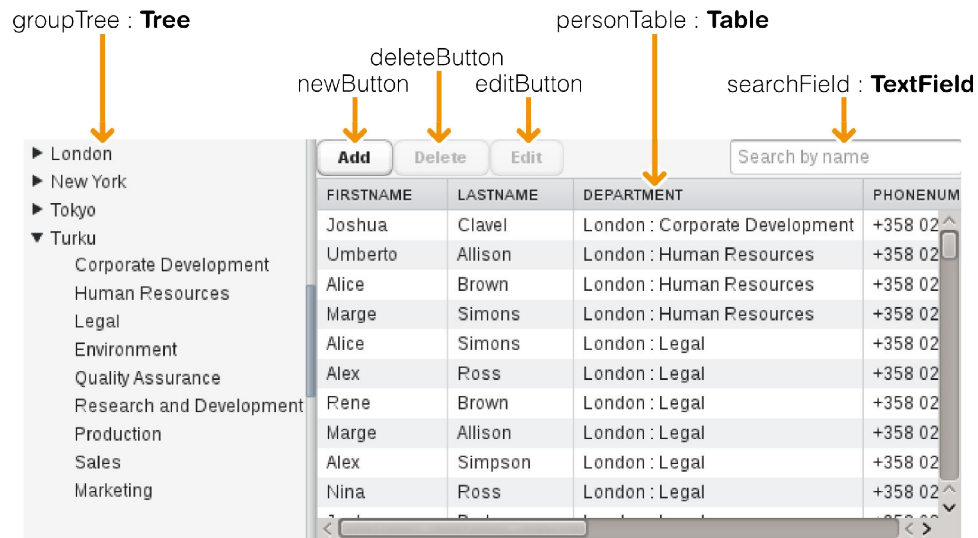 groupTree : Tree
personTable : Table
deleteButton
newButton
editButton
searchField : TextField
London
New York
Tokyo
Turku
Corporate Development
Human Resources
Legal
Environment
Quality Assurance
Research and Development
Production
Sales
Marketing
Add Delete Edit Search by name
FIRSTNAME LASTNAME DEPARTMENT PHONENUM
Joshua Clavel London : Corporate Development +358 02
Umberto Allison London : Human Resources +358 02
Alice Brown London : Human Resources +358 02
Marge Simons London : Human Resources +358 02
Alice Simons London : Legal +358 02
Alex Ross London : Legal +358 02
Rene Brown London : Legal +358 02
Marge Allison London : Legal +358 02
Alex Simpson London : Legal +358 02
Nina Ross London : Legal +358 02